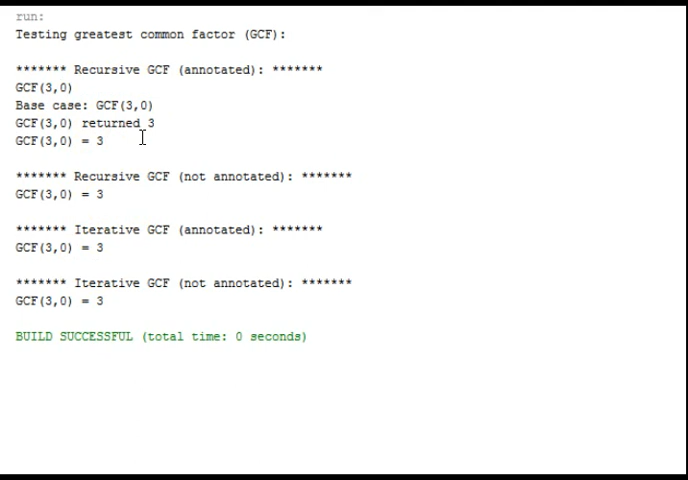 run:
Testing greatest common factor (GCF):
******* Recursive GCF (annotated): *******
GCF(3,0)
Base case: GCF(3,0)
GCF(3,0) returned 3
GCF(3,0) = 3
******* Recursive GCF (not annotated): *******
GCF(3,0) = 3
******* Iterative GCF (annotated): *******
GCF(3,0) = 3
******* Iterative GCF (not annotated): *******
GCF(3,0) = 3
BUILD SUCCESSFUL (total time: 0 seconds)